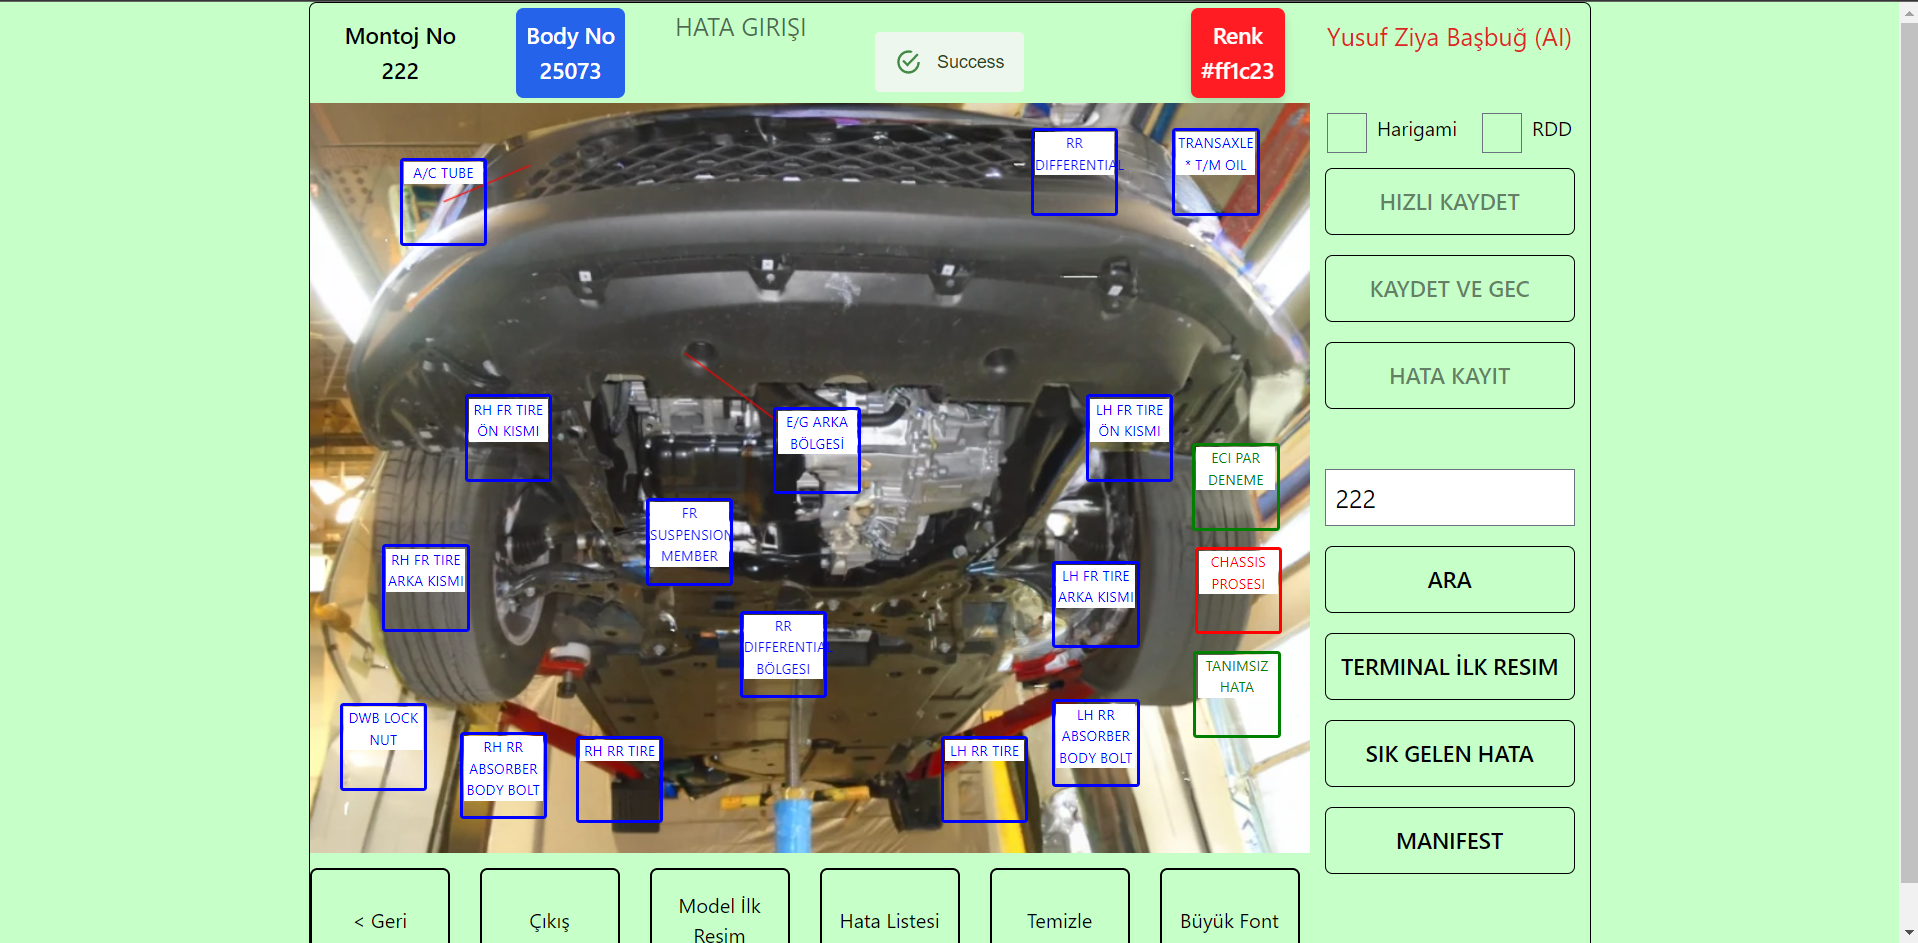 Montoj No
222
Body No
25073
HATA GIRIŞI
Success
Renk
#ff1c23
Yusuf Ziya Başbuğ (AI)
Harigami
RDD
HIZLI KAYDET
KAYDET VE GEC
HATA KAYIT
222
ARA
TERMINAL İLK RESIM
SIK GELEN HATA
MANIFEST
A/C TUBE
RR
DIFFERENTIAL
TRANSAXLE
* T/M OIL
RH FR TIRE
ÖN KISMI
E/G ARKA
BÖLGESİ
LH FR TIRE
ÖN KISMI
ECI PAR
DENEME
FR
SUSPENSION
MEMBER
RH FR TIRE
ARKA KISMI
LH FR TIRE
ARKA KISMI
CHASSIS
PROSESI
RR
DIFFERENTIAL
BÖLGESI
TANIMSIZ
HATA
DWB LOCK
NUT
RH RR
ABSORBER
BODY BOLT
RH RR TIRE
LH RR TIRE
LH RR
ABSORBER
BODY BOLT
< Geri
Çıkış
Model İlk
Resim
Hata Listesi
Temizle
Büyük Font